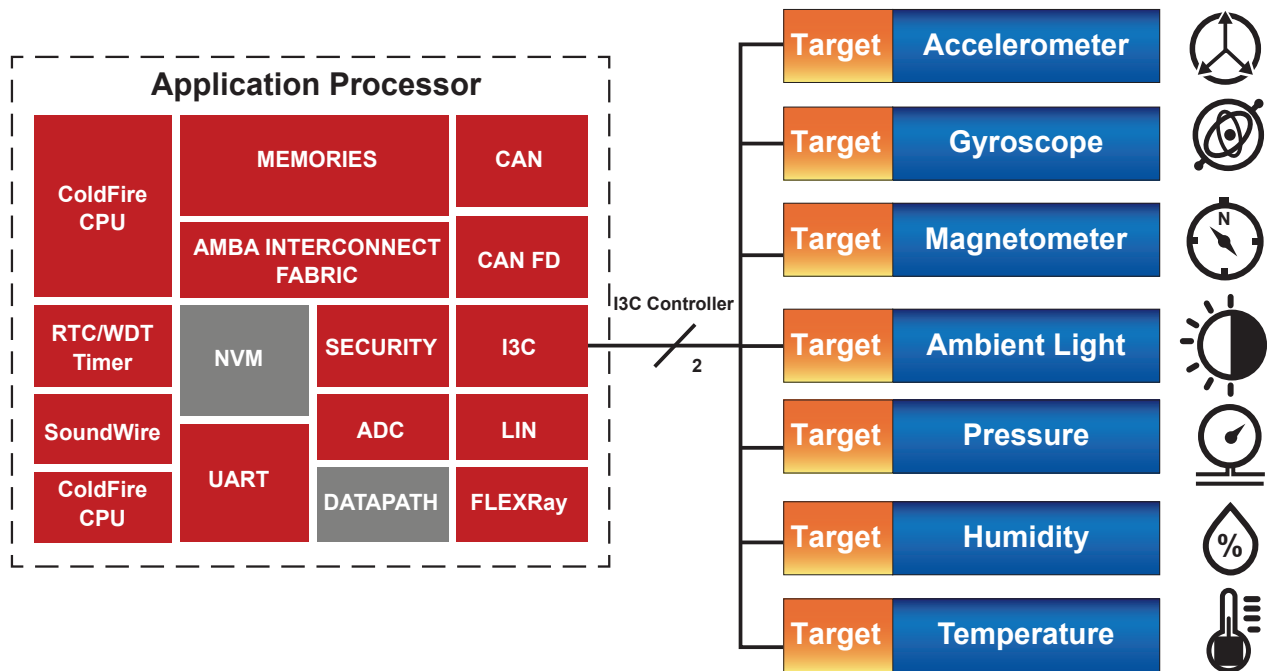 Application Processor
ColdFire
CPU
MEMORIES
CAN
AMBA INTERCONNECT
FABRIC
CAN FD
RTC/WDT
Timer
NVM
SECURITY
I3C
SoundWire
UART
ADC
LIN
ColdFire
CPU
DATAPATH
FLEXRay
I3C Controller
2
Target Accelerometer
Target Gyroscope
Target Magnetometer
N
Target Ambient Light
Target Pressure
Target Humidity
%
Target Temperature